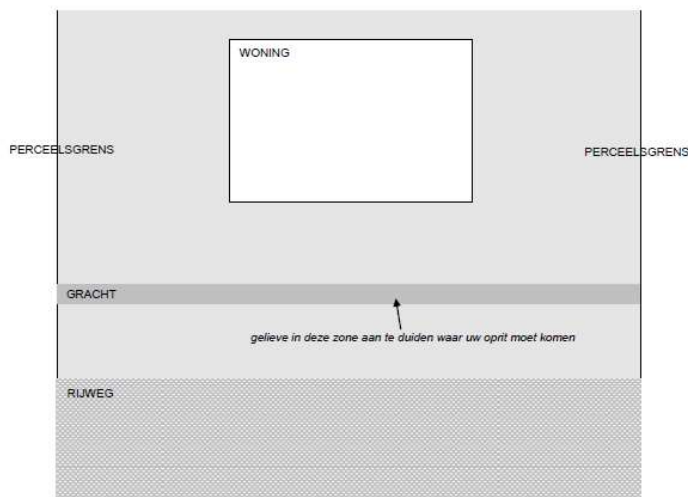 WONING
PERCEELSGRENS
PERCEELSGRENS
GRACHT
gelieve in deze zone aan te duiden waar uw oprit moet komen
RIJWEG